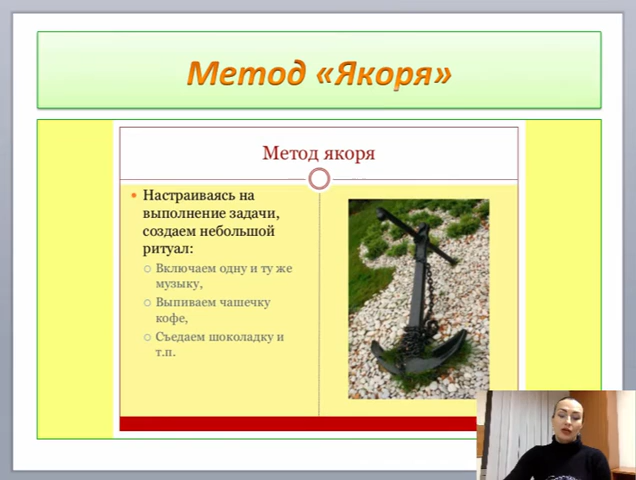 Метод «Якоря»
Метод якоря
Настраиваясь на
выполнение задачи,
создаем небольшой
ритуал:
Включаем одну и ту же
музыку,
Выпиваем чашечку
кофе,
Съедаем шоколадку и
т.п.